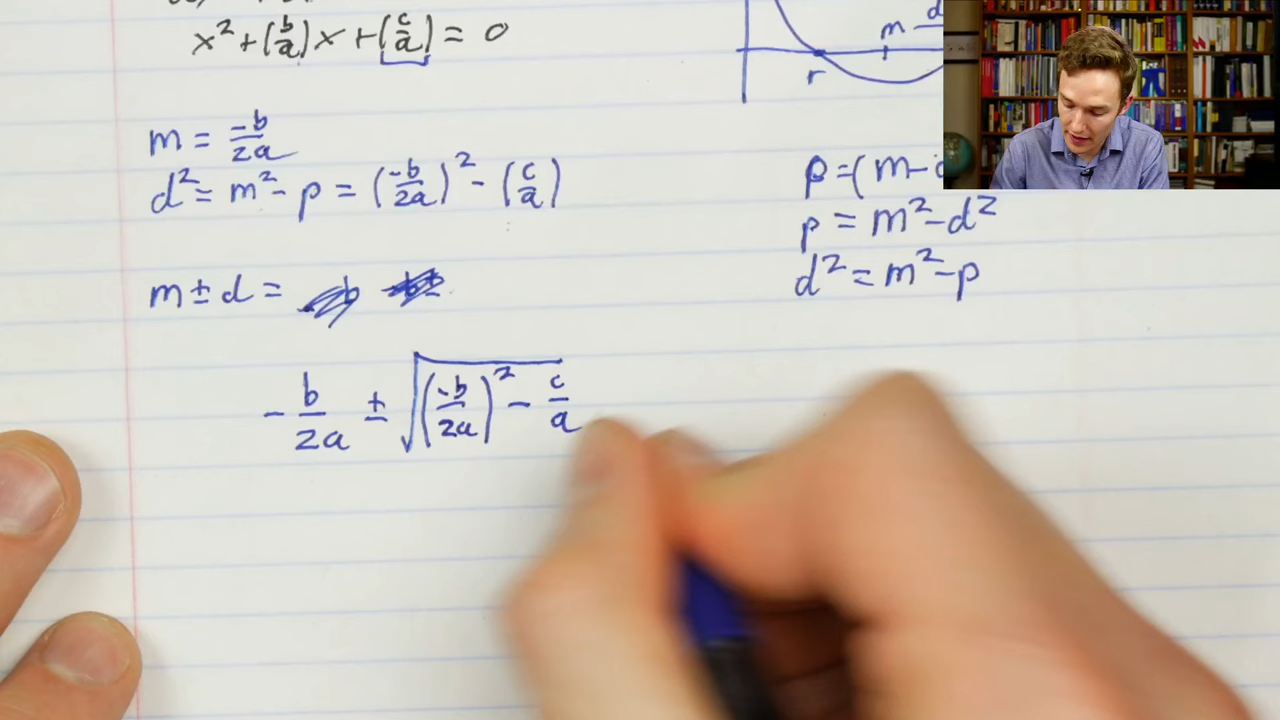 x² + (b/a)x + (c/a) = 0
m = -b/2a
d² = m² - p = (-b/2a)² - (c/a)
m ± d =
-b/2a ± √((-b/2a)² - c/a)
m d
r
p = (m -
p = m² - d²
d² = m² - p